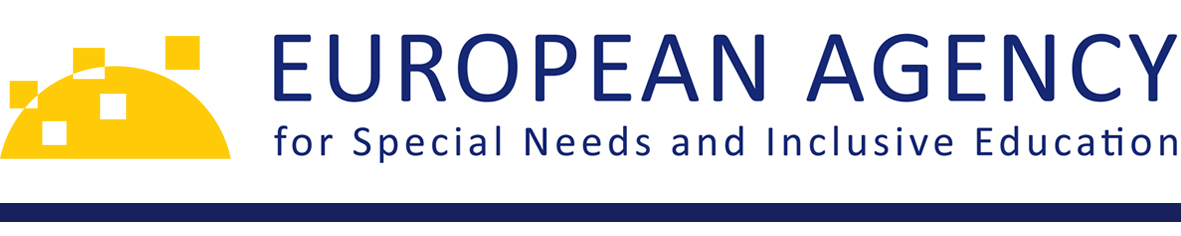 EUROPEAN AGENCY
for Special Needs and Inclusive Education